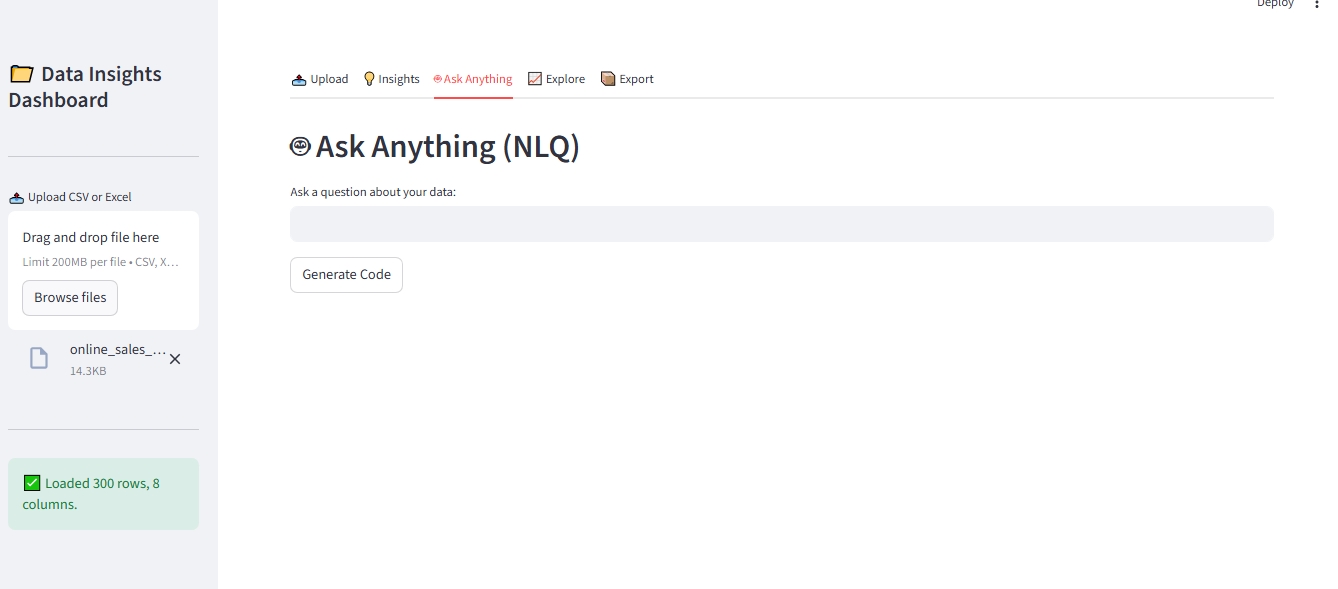 Deploy
📁 Data Insights
Dashboard
📤 Upload CSV or Excel
Drag and drop file here
Limit 200MB per file • CSV, X…
Browse files
online_sales_…
14.3KB
✅ Loaded 300 rows, 8
columns.
📤 Upload 💡 Insights Ask Anything 📈 Explore 📦 Export
Ask Anything (NLQ)
Ask a question about your data:
Generate Code